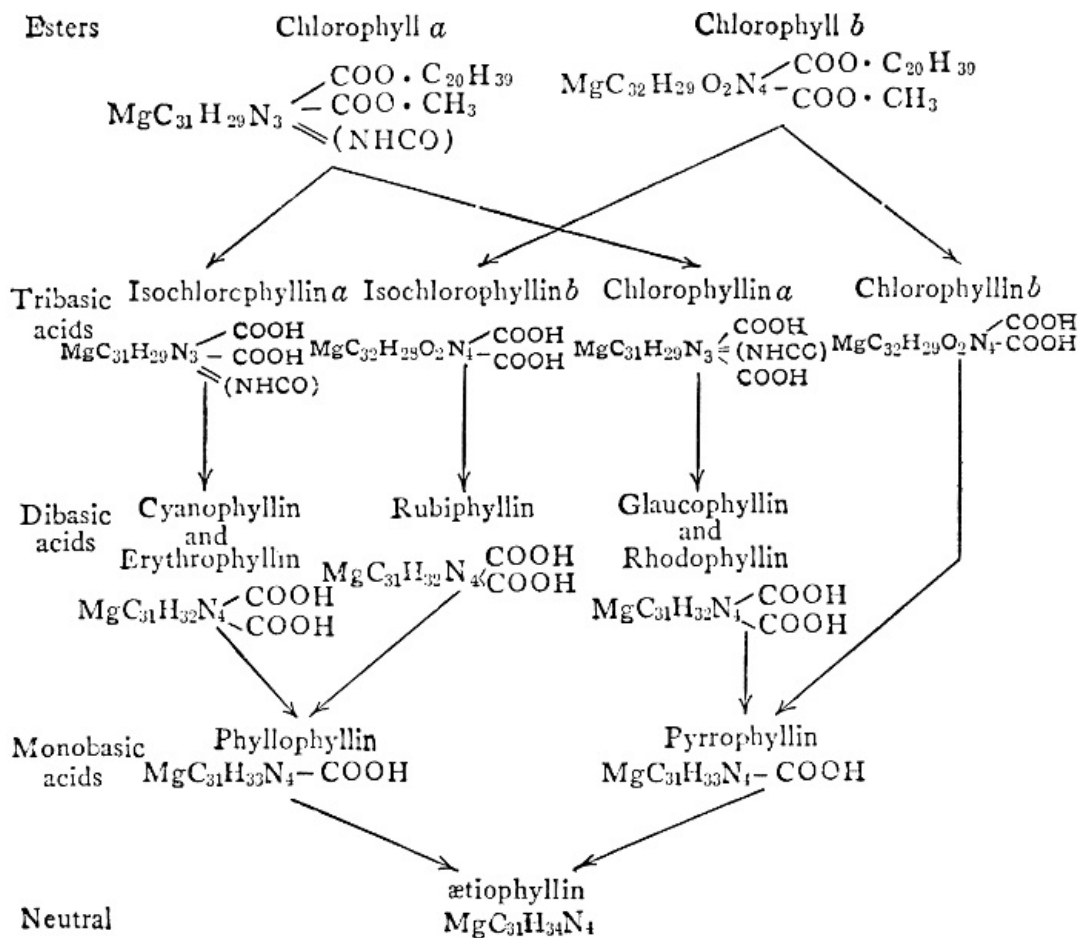 Esters Chlorophyll a Chlorophyll b
COO·C₂₀H₃₉ COO·C₂₀H₃₉
MgC₃₁H₂₉N₃ COO·CH₃ MgC₃₂H₂₉O₂N₄ COO·CH₃
(NHCO)
Tribasic acids
Isochlorcphyllin a Isochlorophyllin b Chlorophyllin a Chlorophyllin b
COOH COOH COOH COOH
MgC₃₁H₂₉N₃ COOH MgC₃₂H₂₈O₂N₄ COOH MgC₃₁H₂₉N₃ (NHCC) MgC₃₂H₂₉O₂N₄ COOH
(NHCO) COOH
Dibasic acids
Cyanophyllin Rubiphyllin Glaucophyllin
and and
Erythrophyllin MgC₃₁H₃₂N₄ COOH COOH Rhodophyllin
MgC₃₁H₃₂N₄ COOH COOH MgC₃₁H₃₂N₄ COOH COOH
Monobasic acids
Phyllophyllin Pyrrophyllin
MgC₃₁H₃₃N₄–COOH MgC₃₁H₃₃N₄–COOH
ætiophyllin
Neutral MgC₃₁H₃₄N₄